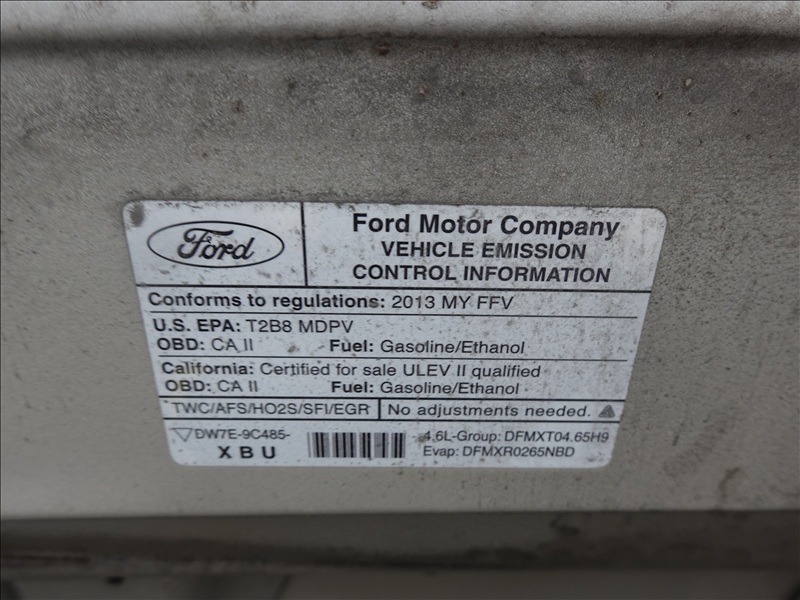 Ford
Ford Motor Company
VEHICLE EMISSION
CONTROL INFORMATION
Conforms to regulations: 2013 MY FFV
U.S. EPA: T2B8 MDPV
OBD: CA II Fuel: Gasoline/Ethanol
California: Certified for sale ULEV II qualified
OBD: CA II Fuel: Gasoline/Ethanol
TWC/AFS/HO2S/SFI/EGR No adjustments needed.
DW7E-9C485- 4.6L-Group: DFMXT04.65H9
X B U Evap: DFMXR0265NBD